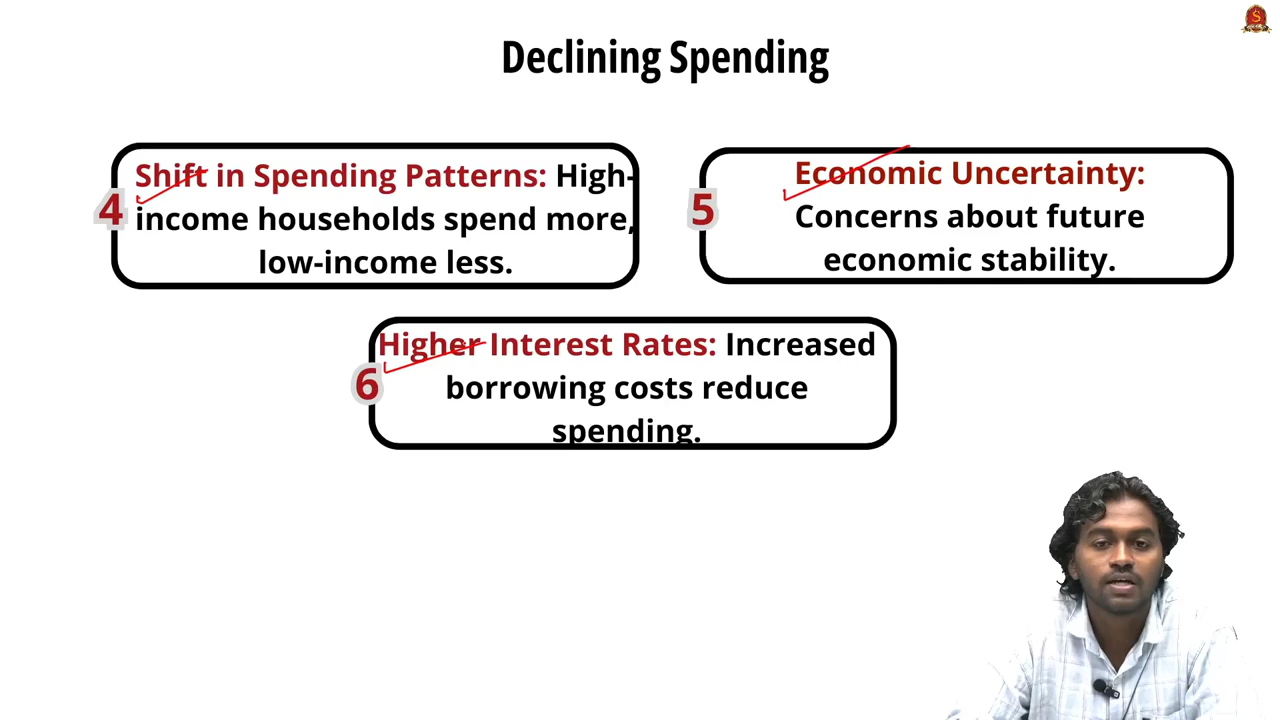 Declining Spending
4
Shift in Spending Patterns: High-
income households spend more,
low-income less.
5
Economic Uncertainty:
Concerns about future
economic stability.
6
Higher Interest Rates: Increased
borrowing costs reduce
spending.